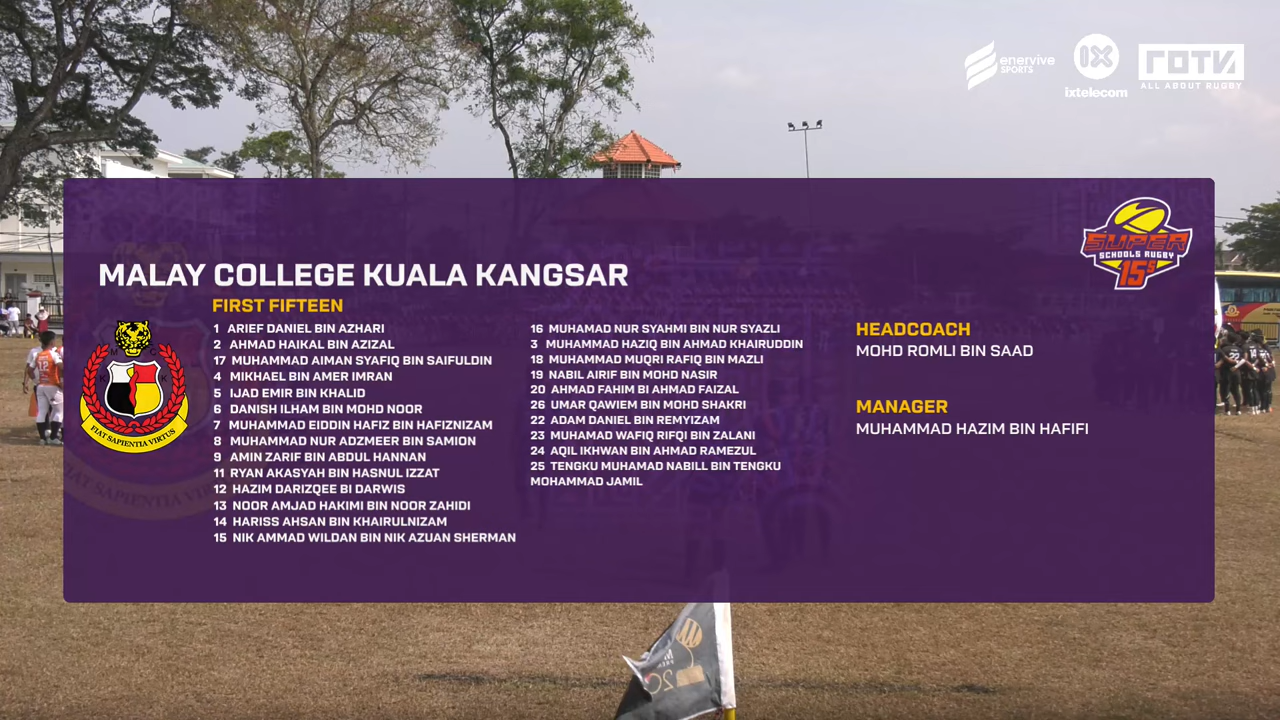 enervive
SPORTS
IX
ixtelecom
ГОТИ
ALL ABOUT RUGBY
SUPER
SCHOOLS RUGBY
15s
MALAY COLLEGE KUALA KANGSAR
FIRST FIFTEEN
1 ARIEF DANIEL BIN AZHARI
2 AHMAD HAIKAL BIN AZIZAL
17 MUHAMMAD AIMAN SYAFIQ BIN SAIFULDIN
4 MIKHAEL BIN AMER IMRAN
5 IJAD EMIR BIN KHALID
6 DANISH ILHAM BIN MOHD NOOR
7 MUHAMMAD EIDDIN HAFIZ BIN HAFIZNIZAM
8 MUHAMMAD NUR ADZMEER BIN SAMION
9 AMIN ZARIF BIN ABDUL HANNAN
11 RYAN AKASYAH BIN HASNUL IZZAT
12 HAZIM DARIZQEE BI DARWIS
13 NOOR AMJAD HAKIMI BIN NOOR ZAHIDI
14 HARISS AHSAN BIN KHAIRULNIZAM
15 NIK AMMAD WILDAN BIN NIK AZUAN SHERMAN
16 MUHAMAD NUR SYAHMI BIN NUR SYAZLI
3 MUHAMMAD HAZIQ BIN AHMAD KHAIRUDDIN
18 MUHAMMAD MUQRI RAFIQ BIN MAZLI
19 NABIL AIRIF BIN MOHD NASIR
20 AHMAD FAHIM BI AHMAD FAIZAL
26 UMAR QAWIEM BIN MOHD SHAKRI
22 ADAM DANIEL BIN REMYIZAM
23 MUHAMAD WAFIQ RIFQI BIN ZALANI
24 AQIL IKHWAN BIN AHMAD RAMEZUL
25 TENGKU MUHAMAD NABILL BIN TENGKU
MOHAMMAD JAMIL
HEADCOACH
MOHD ROMLI BIN SAAD
MANAGER
MUHAMMAD HAZIM BIN HAFIFI
FIAT SAPIENTIA VIRTUS